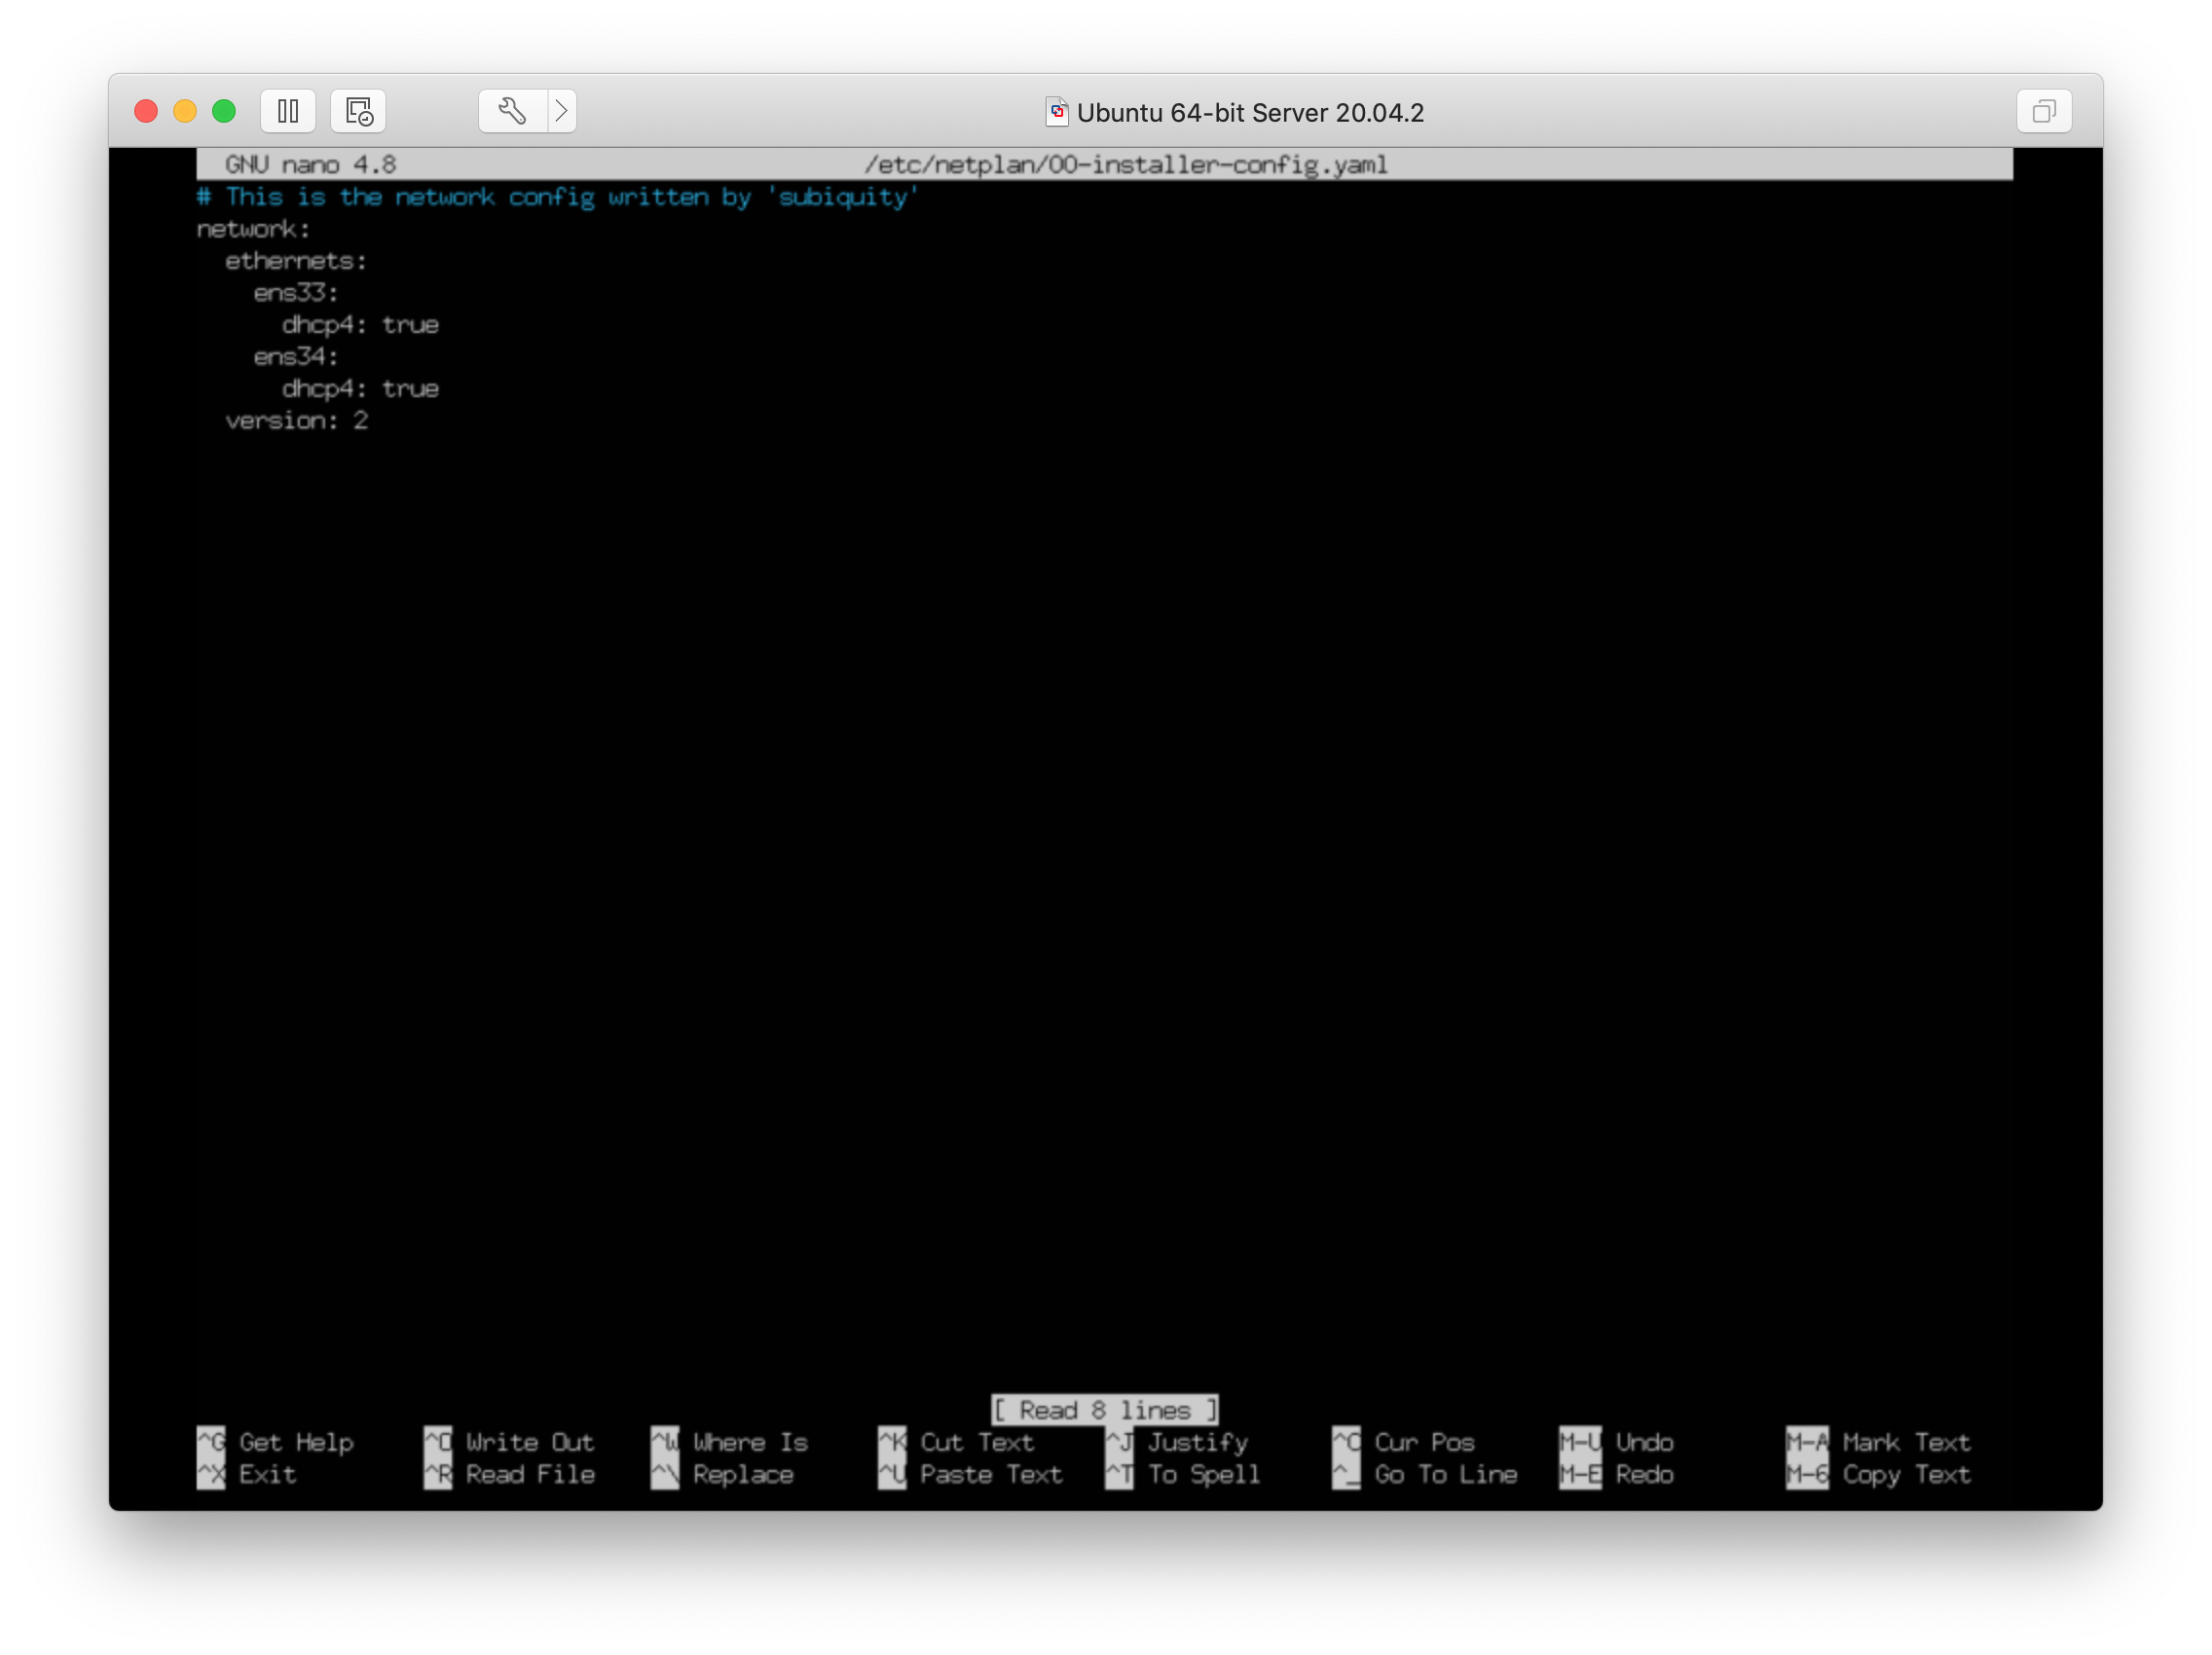 Ubuntu 64-bit Server 20.04.2
GNU nano 4.8 /etc/netplan/00-installer-config.yaml
# This is the network config written by 'subiquity'
network:
  ethernets:
    ens33:
      dhcp4: true
    ens34:
      dhcp4: true
  version: 2
[ Read 8 lines ]
^G Get Help ^O Write Out ^W Where Is ^K Cut Text ^J Justify ^C Cur Pos M-U Undo M-A Mark Text
^X Exit ^R Read File ^\ Replace ^U Paste Text ^T To Spell ^_ Go To Line M-E Redo M-6 Copy Text